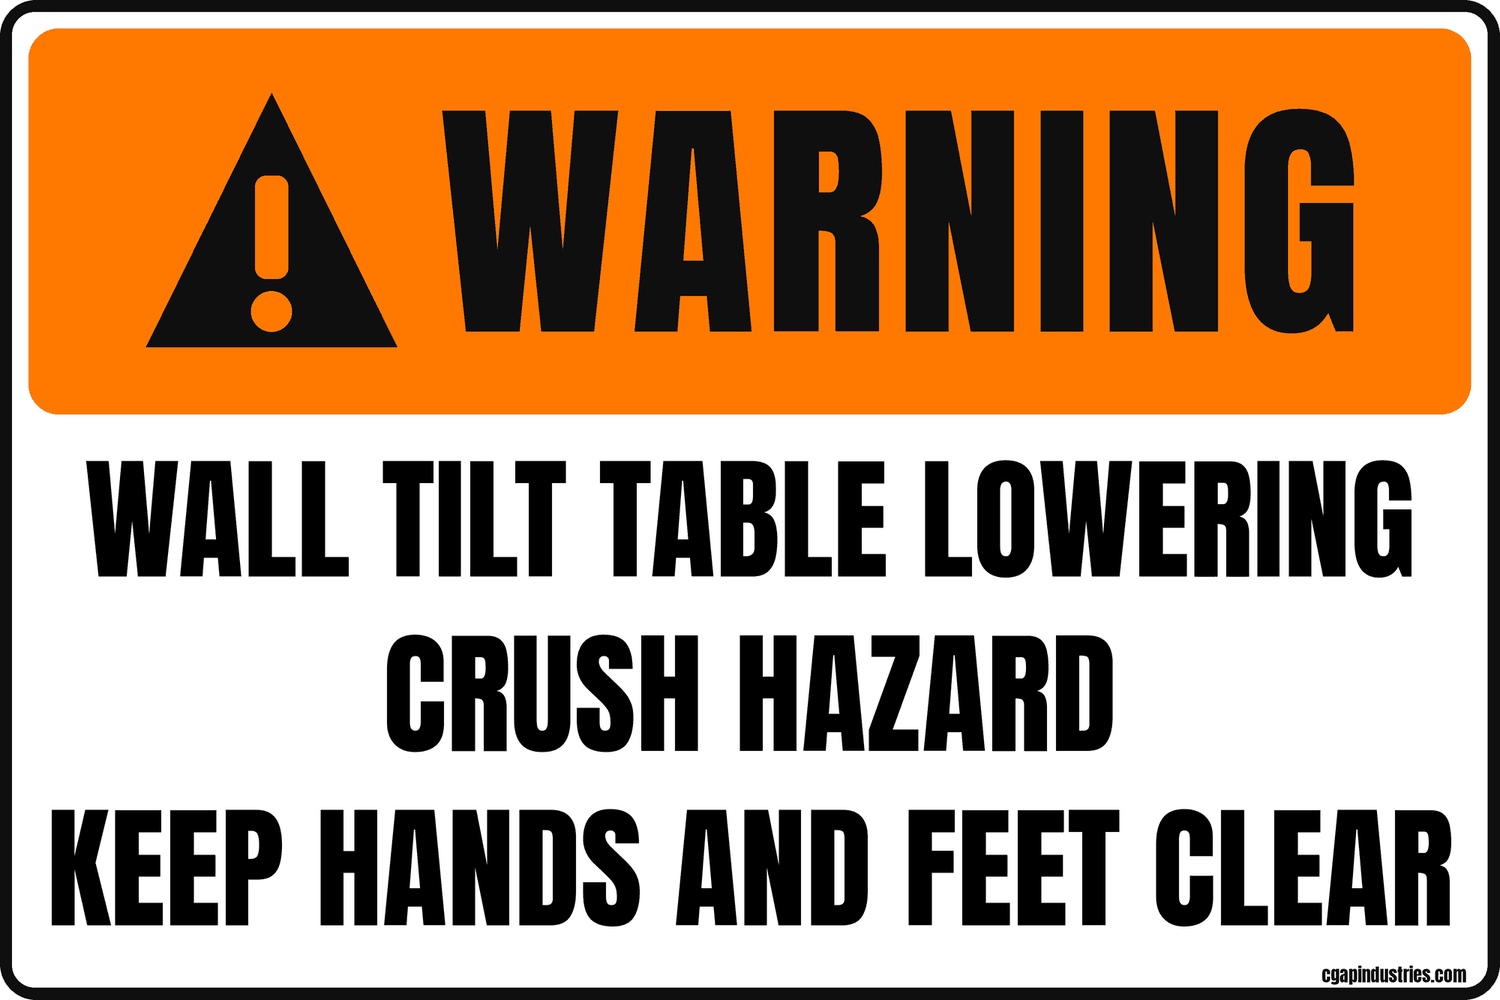 WARNING
WALL TILT TABLE LOWERING
CRUSH HAZARD
KEEP HANDS AND FEET CLEAR
cgapindustries.com